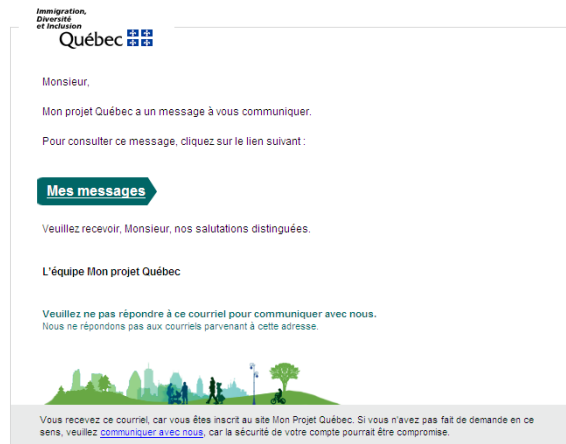 Immigration,
Diversité
et Inclusion
Québec
Monsieur,
Mon projet Québec a un message à vous communiquer.
Pour consulter ce message, cliquez sur le lien suivant :
Mes messages
Veuillez recevoir, Monsieur, nos salutations distinguées.
L'équipe Mon projet Québec
Veuillez ne pas répondre à ce courriel pour communiquer avec nous.
Nous ne répondons pas aux courriels parvenant à cette adresse.
Vous recevez ce courriel, car vous êtes inscrit au site Mon Projet Québec. Si vous n'avez pas fait de demande en ce
sens, veuillez communiquer avec nous, car la sécurité de votre compte pourrait être compromise.